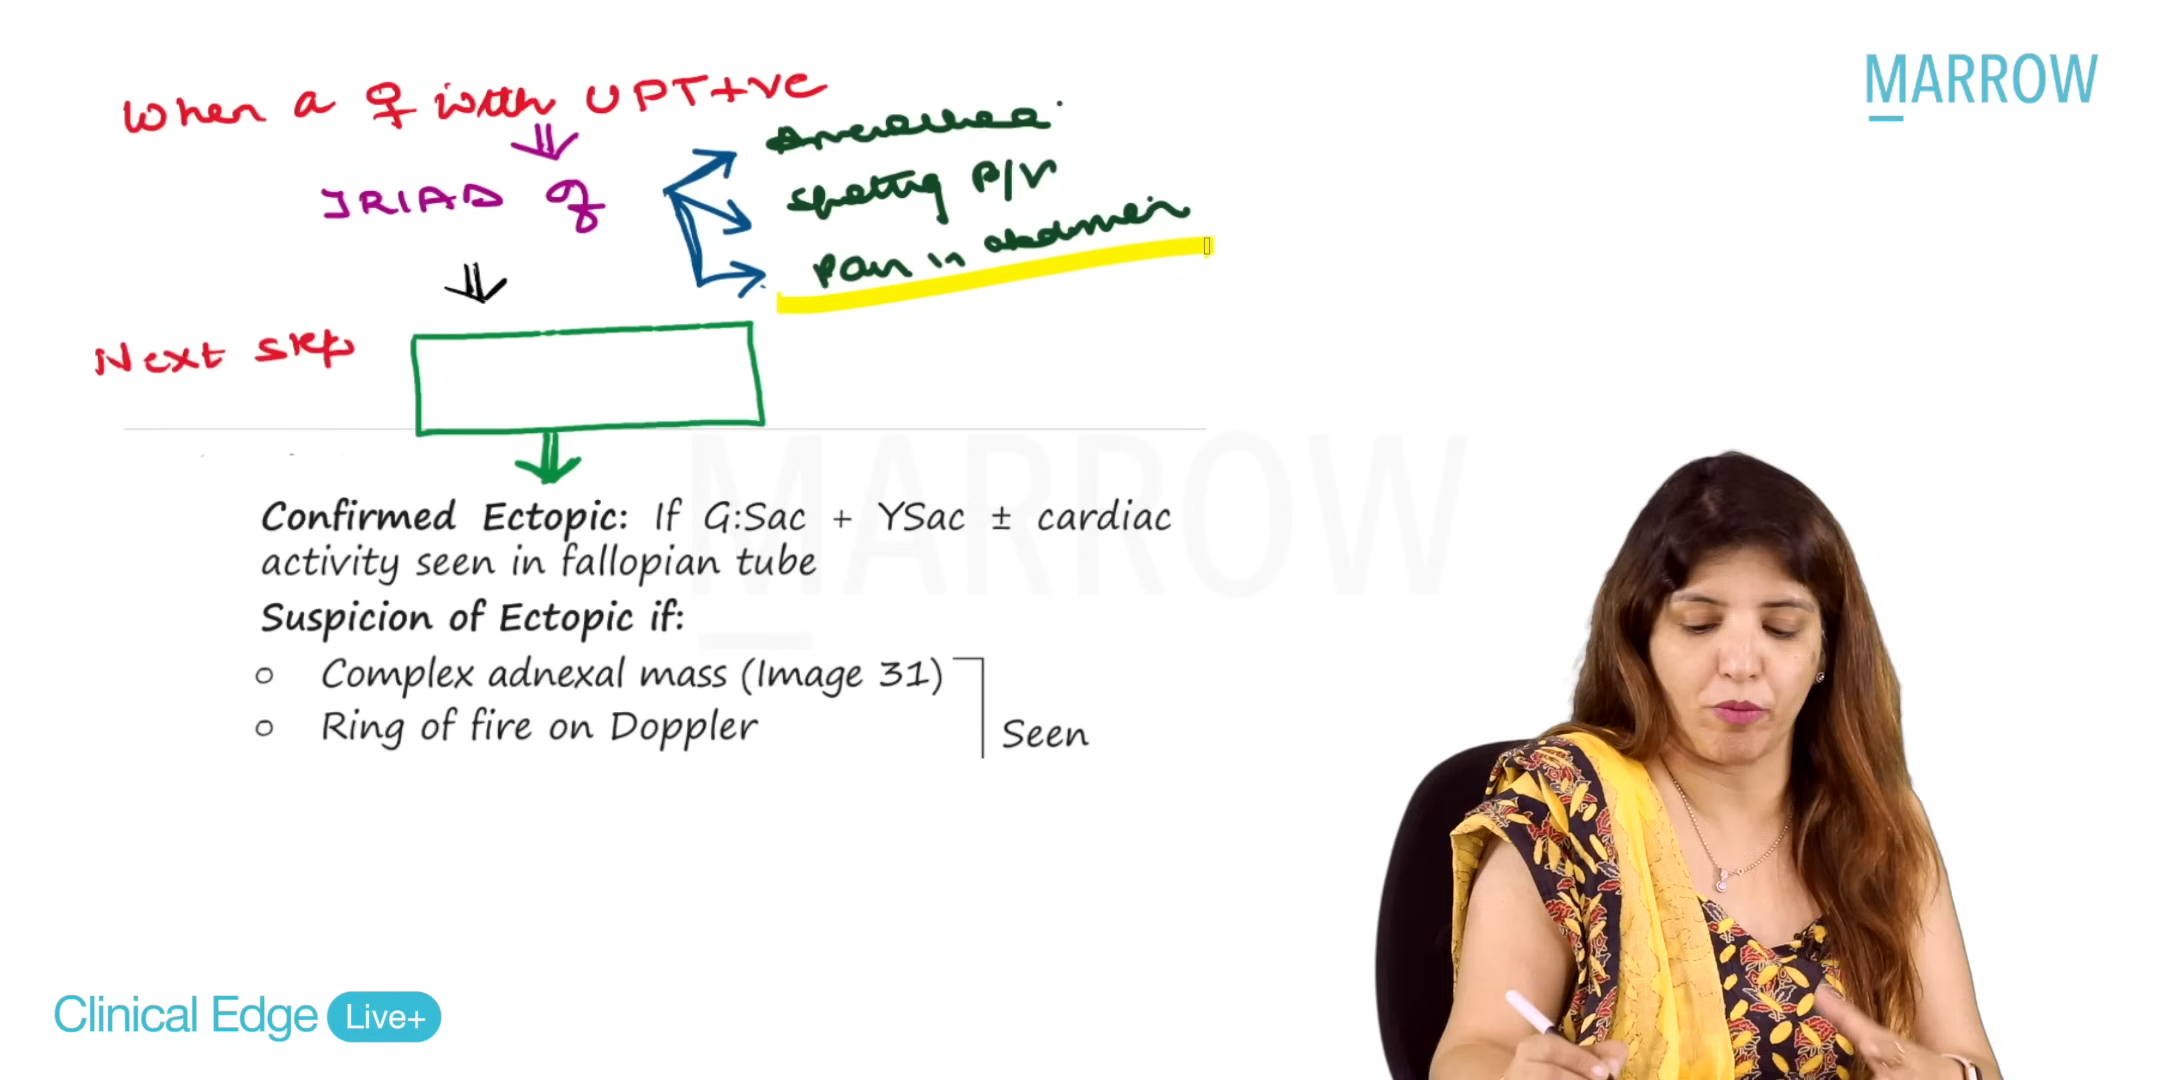 MARROW
When a ♀ with UPT+ve
TRIAD of
Amenorrhea
Spotting P/V
Pain in abdomen
Next step
Confirmed Ectopic: If G:Sac + YSac ± cardiac
activity seen in fallopian tube
Suspicion of Ectopic if:
o Complex adnexal mass (Image 31)
o Ring of fire on Doppler
Seen
MARROW
Clinical Edge Live+